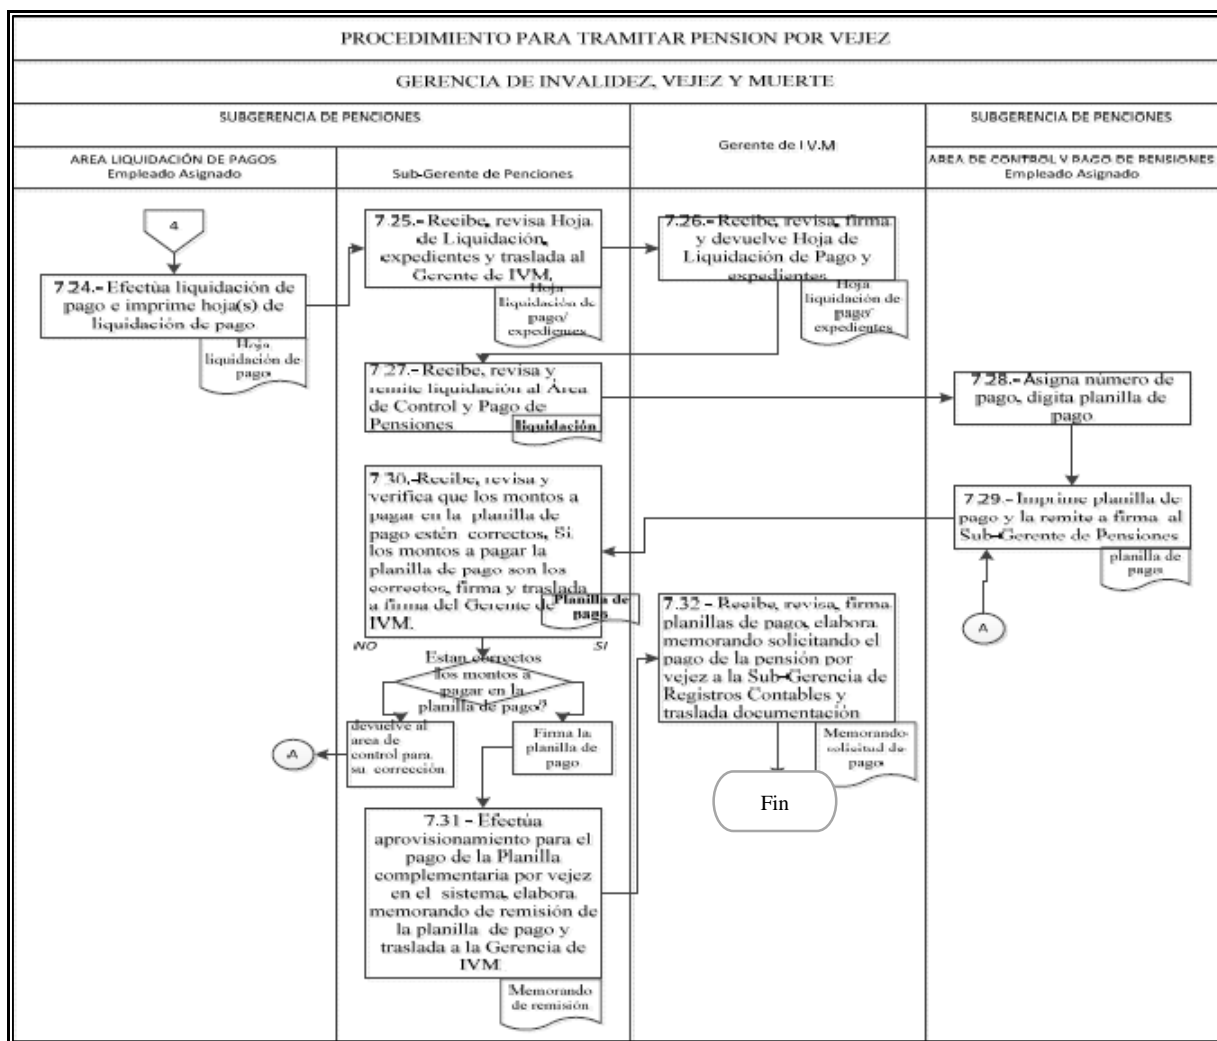 PROCEDIMIENTO PARA TRAMITAR PENSION POR VEJEZ
GERENCIA DE INVALIDEZ, VEJEZ Y MUERTE
SUBGERENCIA DE PENCIONES
Gerente de I V.M
SUBGERENCIA DE PENCIONES
AREA LIQUIDACIÓN DE PAGOS
Empleado Asignado
Sub-Gerente de Penciones
AREA DE CONTROL Y PAGO DE PENSIONES
Empleado Asignado
4
7.24.- Efectùa liquidación de
pago e imprime hoja(s) de
liquidación de pago
Hoja
liquidación de
pago
7.25.- Recibe, revisa Hoja
de Liquidación,
expedientes y traslada al
Gerente de IVM,
Hoja
liquidación de
pago/
expedientes
7.26.- Recibe, revisa, firma
y devuelve Hoja de
Liquidación de Pago y
expedientes
Hoja
liquidación de
pago/
expedientes
7.27.- Recibe, revisa y
remite liquidación al Área
de Control y Pago de
Pensiones
liquidación
7.28.- Asigna número de
pago, digita planilla de
pago
7.29.- Imprime planilla de
pago y la remite a firma al
Sub-Gerente de Pensiones
planilla de
pago
A
7.30.-Recibe, revisa y
verifica que los montos a
pagar en la planilla de
pago estén correctos, Si
los montos a pagar la
planilla de pago son los
correctos, firma y traslada
a firma del Gerente de
IVM.
Planilla de
pago
NO
SI
Estan correctos
los montos a
pagar en la
planilla de pago?
devuelve al
area de
control para
su corrección
A
Firma la
planilla de
pago
7.31 - Efectúa
aprovisionamiento para el
pago de la Planilla
complementaria por vejez
en el sistema, elabora
memorando de remisión de
la planilla de pago y
traslada a la Gerencia de
IVM
Memorando
de remisión
7.32 - Recibe, revisa, firma
planillas de pago, elabora
memorando solicitando el
pago de la pensión por
vejez a la Sub-Gerencia de
Registros Contables y
traslada documentación
Memorando
solicitud de
pago
Fin